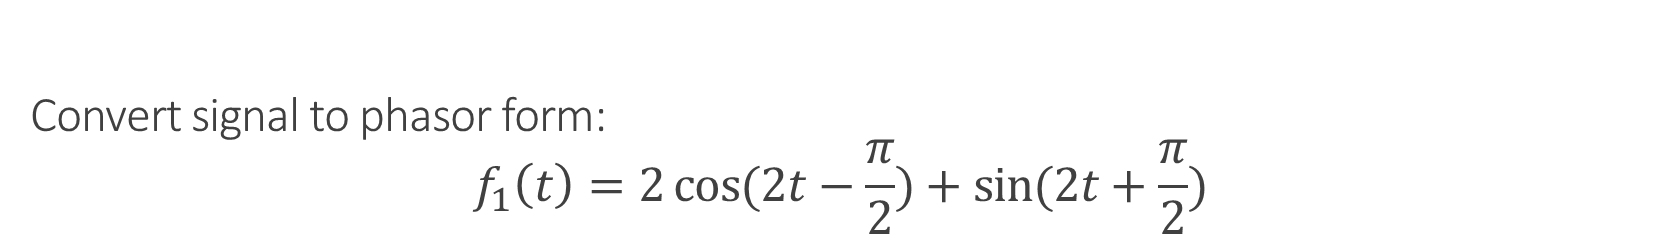 Convert signal to phasor form:
f₁(t) = 2 cos(2t − π/2) + sin(2t + π/2)